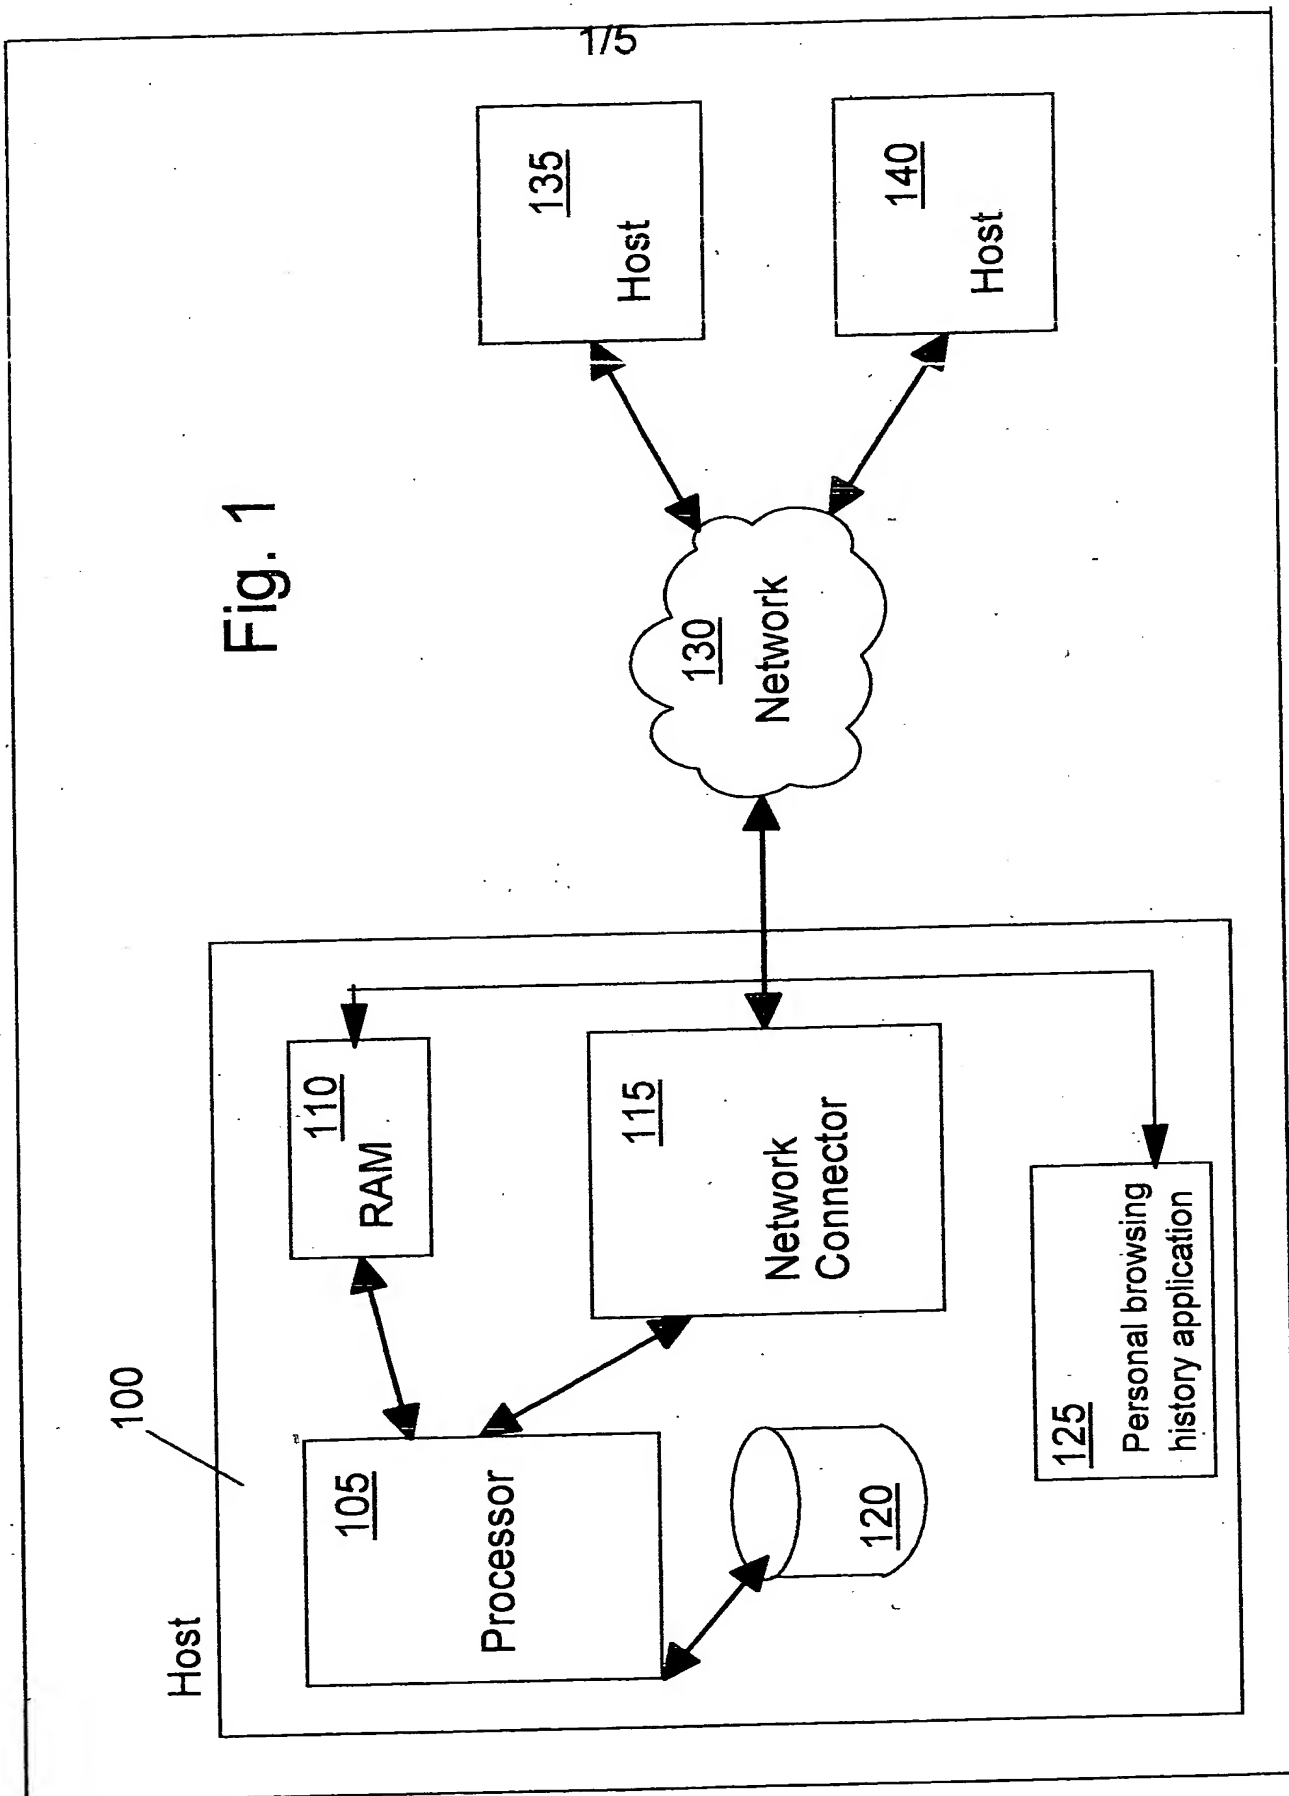 1/5
Fig. 1
Host
100
105
Processor
110
RAM
115
Network
Connector
120
125
Personal browsing
history application
130
Network
135
Host
140
Host